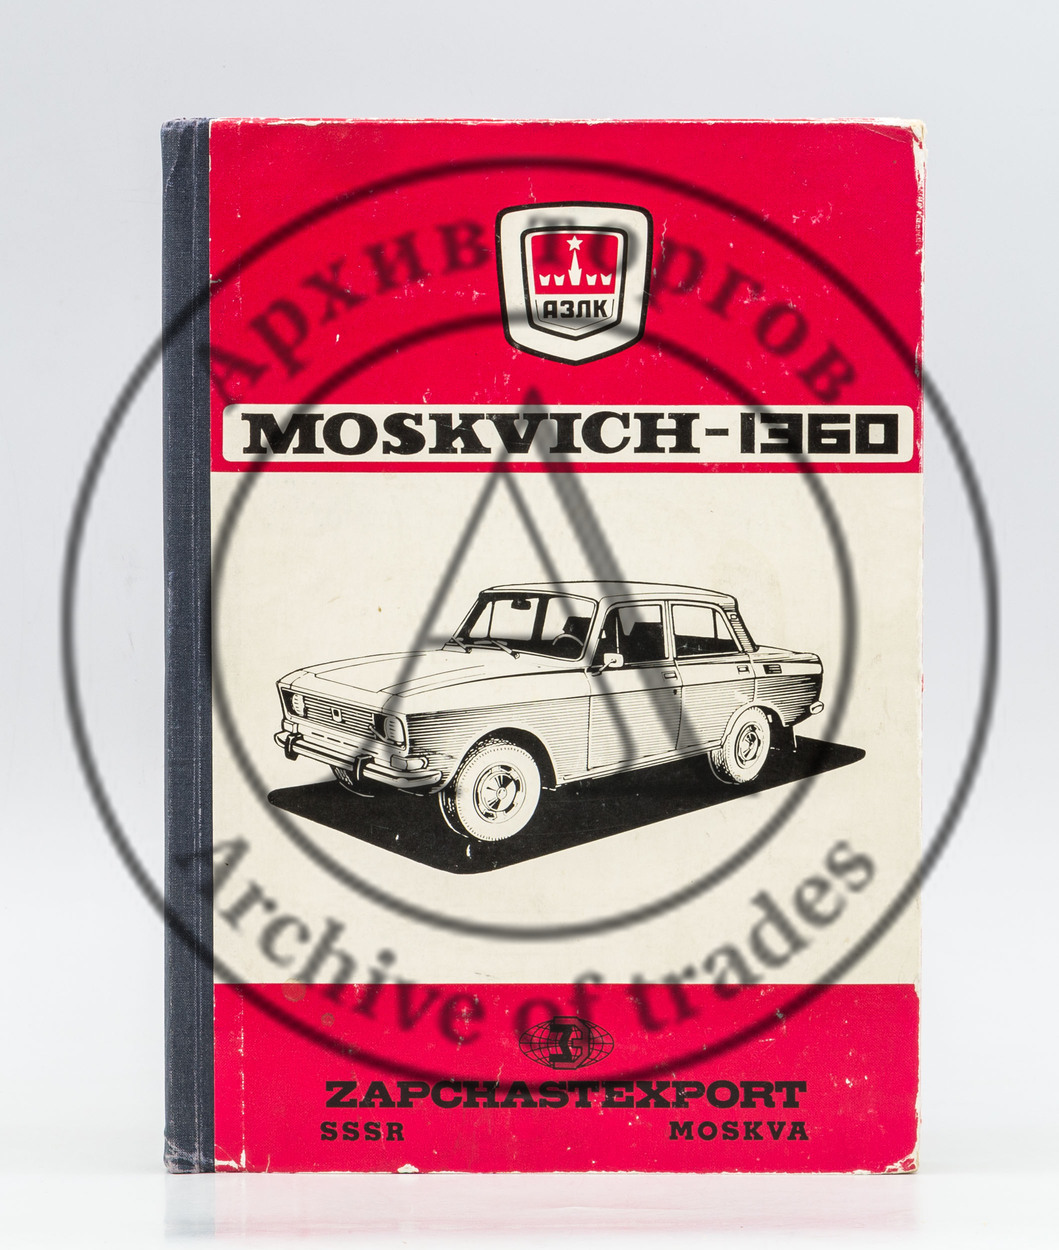 Архив торгов
АЗЛК
MOSKVICH-1360
Archive of trades
ZAPCHASTEXPORT
SSSR MOSKVA